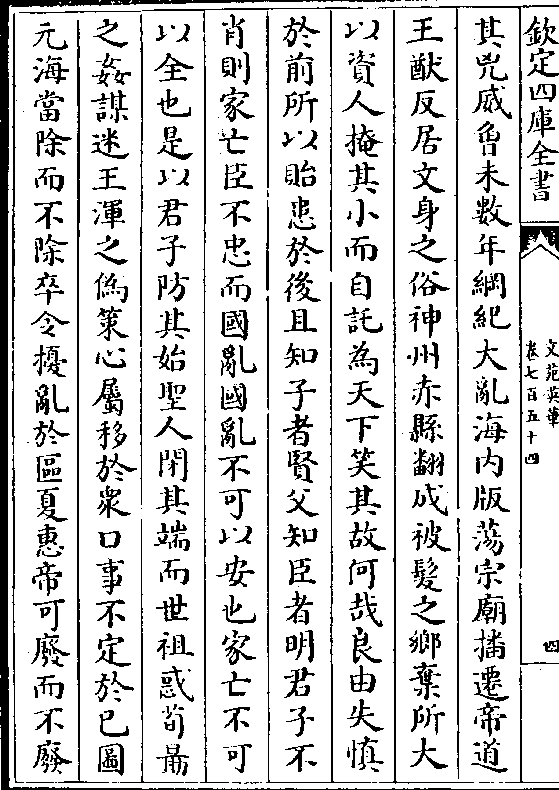 欽定四庫全書
文苑英華
卷七百五十四
四
其兇威曾未數年綱紀大亂海内版蕩宗廟播遷帝道
王猷反居文身之俗神州赤縣翻成被髮之鄉棄所大
以資人掩其小而自託為天下笑其故何哉良由失慎
於前所以貽患於後且知子者賢父知臣者明君子不
肖則家亡臣不忠而國亂國亂不可以安也家亡不可
以全也是以君子防其始聖人閉其端而世祖惑荀朂
之姦謀迷王渾之偽策心屬移於衆口事不定於已圖
元海當除而不除卒令擾亂於區夏惠帝可廢而不廢